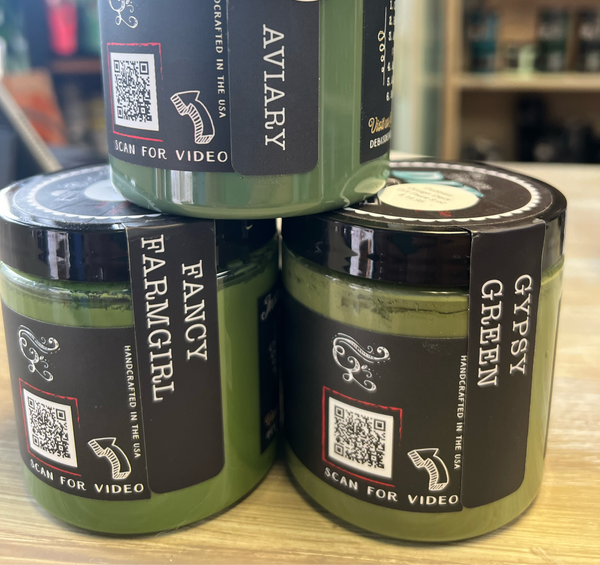 AVIARY
HANDCRAFTED IN THE USA
SCAN FOR VIDEO
FANCY
FARMGIRL
HANDCRAFTED IN THE USA
SCAN FOR VIDEO
GYPSY
GREEN
HANDCRAFTED IN THE USA
SCAN FOR VIDEO